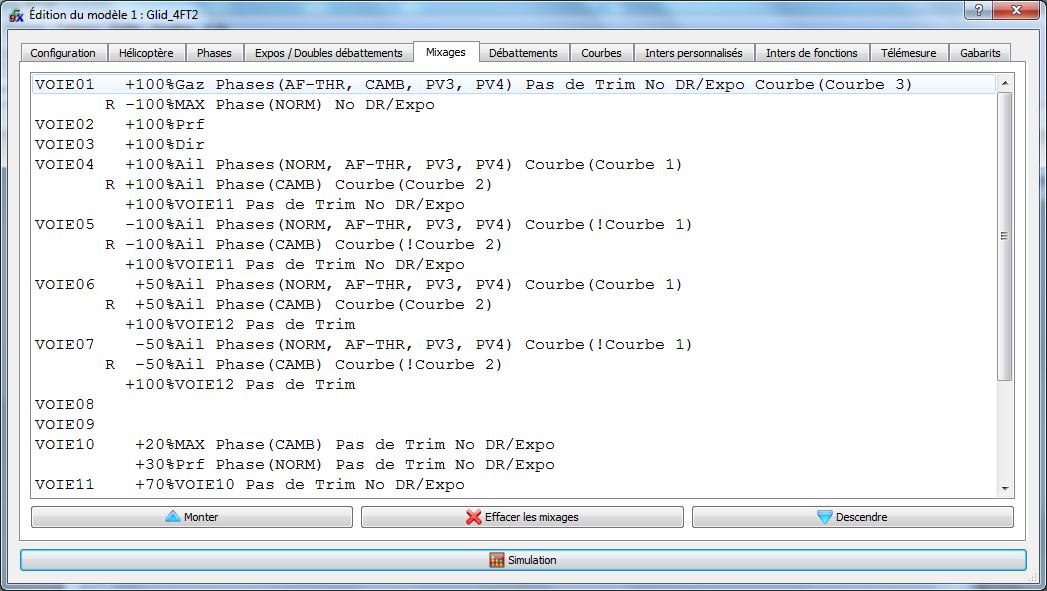 Édition du modèle 1 : Glid_4FT2
?
Configuration Hélicoptère Phases Expos / Doubles débattements Mixages Débattements Courbes Inters personnalisés Inters de fonctions Télémesure Gabarits
VOIE01 +100%Gaz Phases(AF-THR, CAMB, PV3, PV4) Pas de Trim No DR/Expo Courbe(Courbe 3)
R -100%MAX Phase(NORM) No DR/Expo
VOIE02 +100%Prf
VOIE03 +100%Dir
VOIE04 +100%Ail Phases(NORM, AF-THR, PV3, PV4) Courbe(Courbe 1)
R +100%Ail Phase(CAMB) Courbe(Courbe 2)
+100%VOIE11 Pas de Trim No DR/Expo
VOIE05 -100%Ail Phases(NORM, AF-THR, PV3, PV4) Courbe(!Courbe 1)
R -100%Ail Phase(CAMB) Courbe(!Courbe 2)
+100%VOIE11 Pas de Trim No DR/Expo
VOIE06 +50%Ail Phases(NORM, AF-THR, PV3, PV4) Courbe(Courbe 1)
R +50%Ail Phase(CAMB) Courbe(Courbe 2)
+100%VOIE12 Pas de Trim
VOIE07 -50%Ail Phases(NORM, AF-THR, PV3, PV4) Courbe(!Courbe 1)
R -50%Ail Phase(CAMB) Courbe(!Courbe 2)
+100%VOIE12 Pas de Trim
VOIE08
VOIE09
VOIE10 +20%MAX Phase(CAMB) Pas de Trim No DR/Expo
+30%Prf Phase(NORM) Pas de Trim No DR/Expo
VOIE11 +70%VOIE10 Pas de Trim No DR/Expo
Monter Effacer les mixages Descendre
Simulation